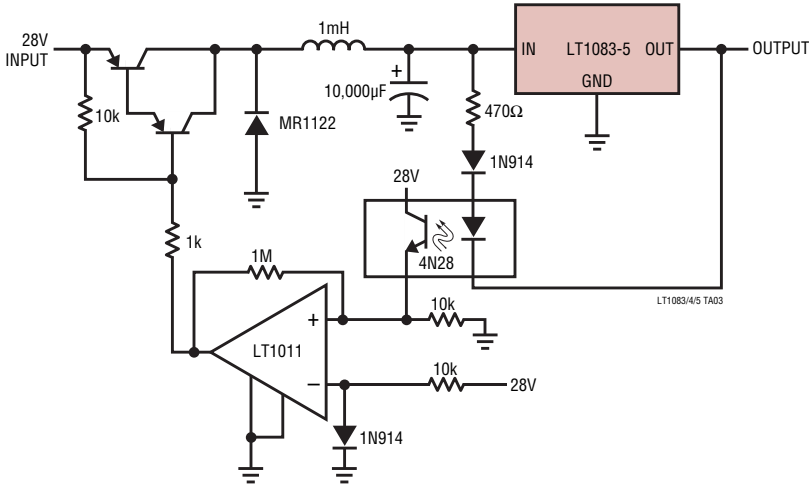 1mH
28V
INPUT
IN LT1083-5 OUT
OUTPUT
GND
+
10,000µF
10k
MR1122
470Ω
1N914
28V
4N28
1k
1M
LT1083/4/5 TA03
10k
+
LT1011
10k
–
28V
1N914